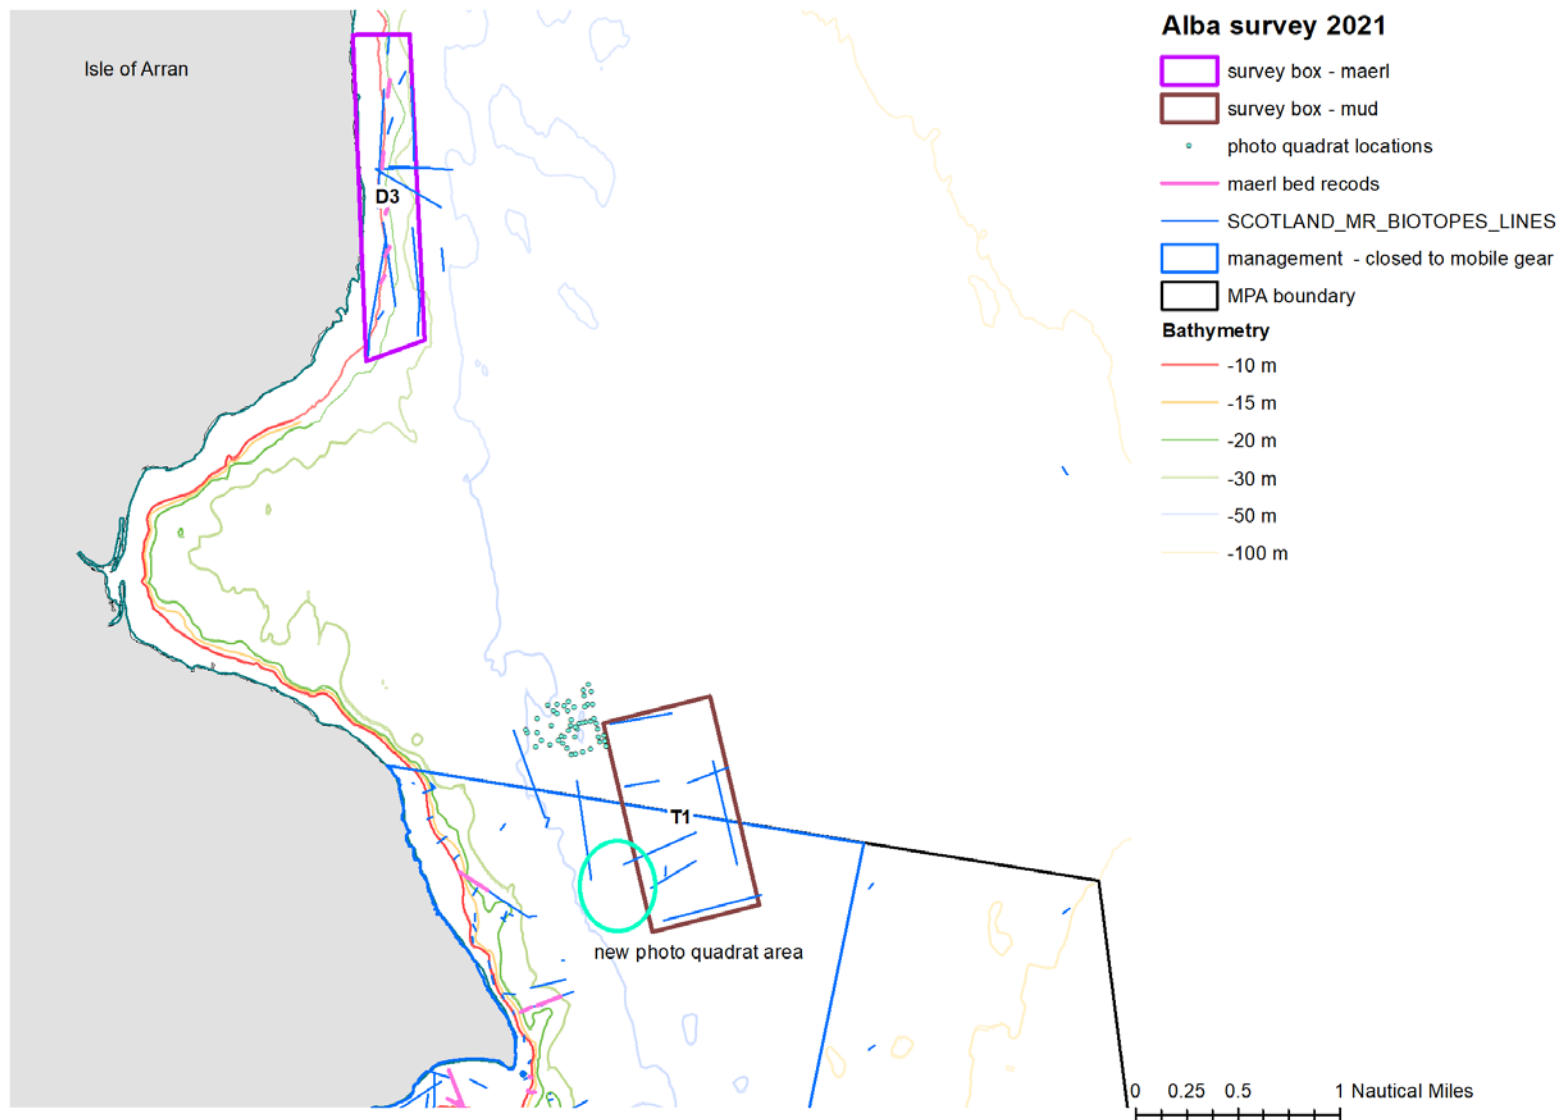 Alba survey 2021
survey box - maerl
survey box - mud
photo quadrat locations
maerl bed recods
SCOTLAND_MR_BIOTOPES_LINES
management - closed to mobile gear
MPA boundary
Bathymetry
-10 m
-15 m
-20 m
-30 m
-50 m
-100 m
Isle of Arran
D3
T1
new photo quadrat area
0 0.25 0.5 1 Nautical Miles